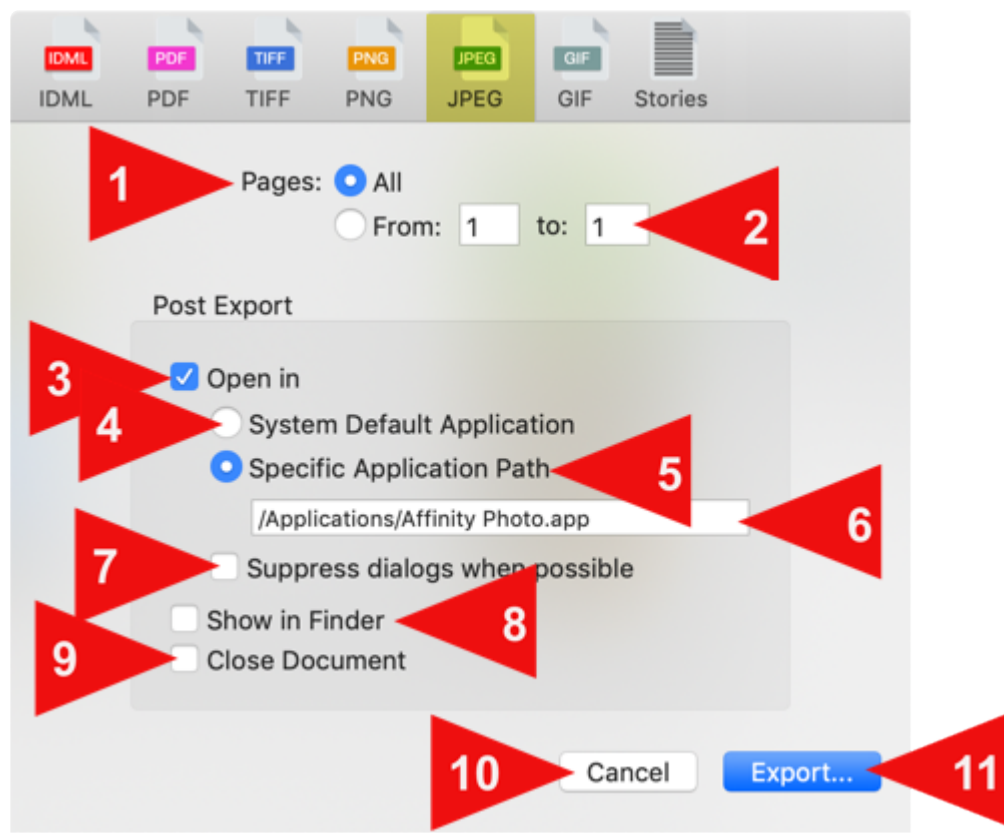 IDML PDF TIFF PNG JPEG GIF
IDML PDF TIFF PNG JPEG GIF Stories
1 Pages: All
From: 1 to: 1 2
Post Export
3 Open in
4 System Default Application
Specific Application Path 5
/Applications/Affinity Photo.app 6
7 Suppress dialogs when possible
Show in Finder 8
9 Close Document
10 Cancel Export... 11